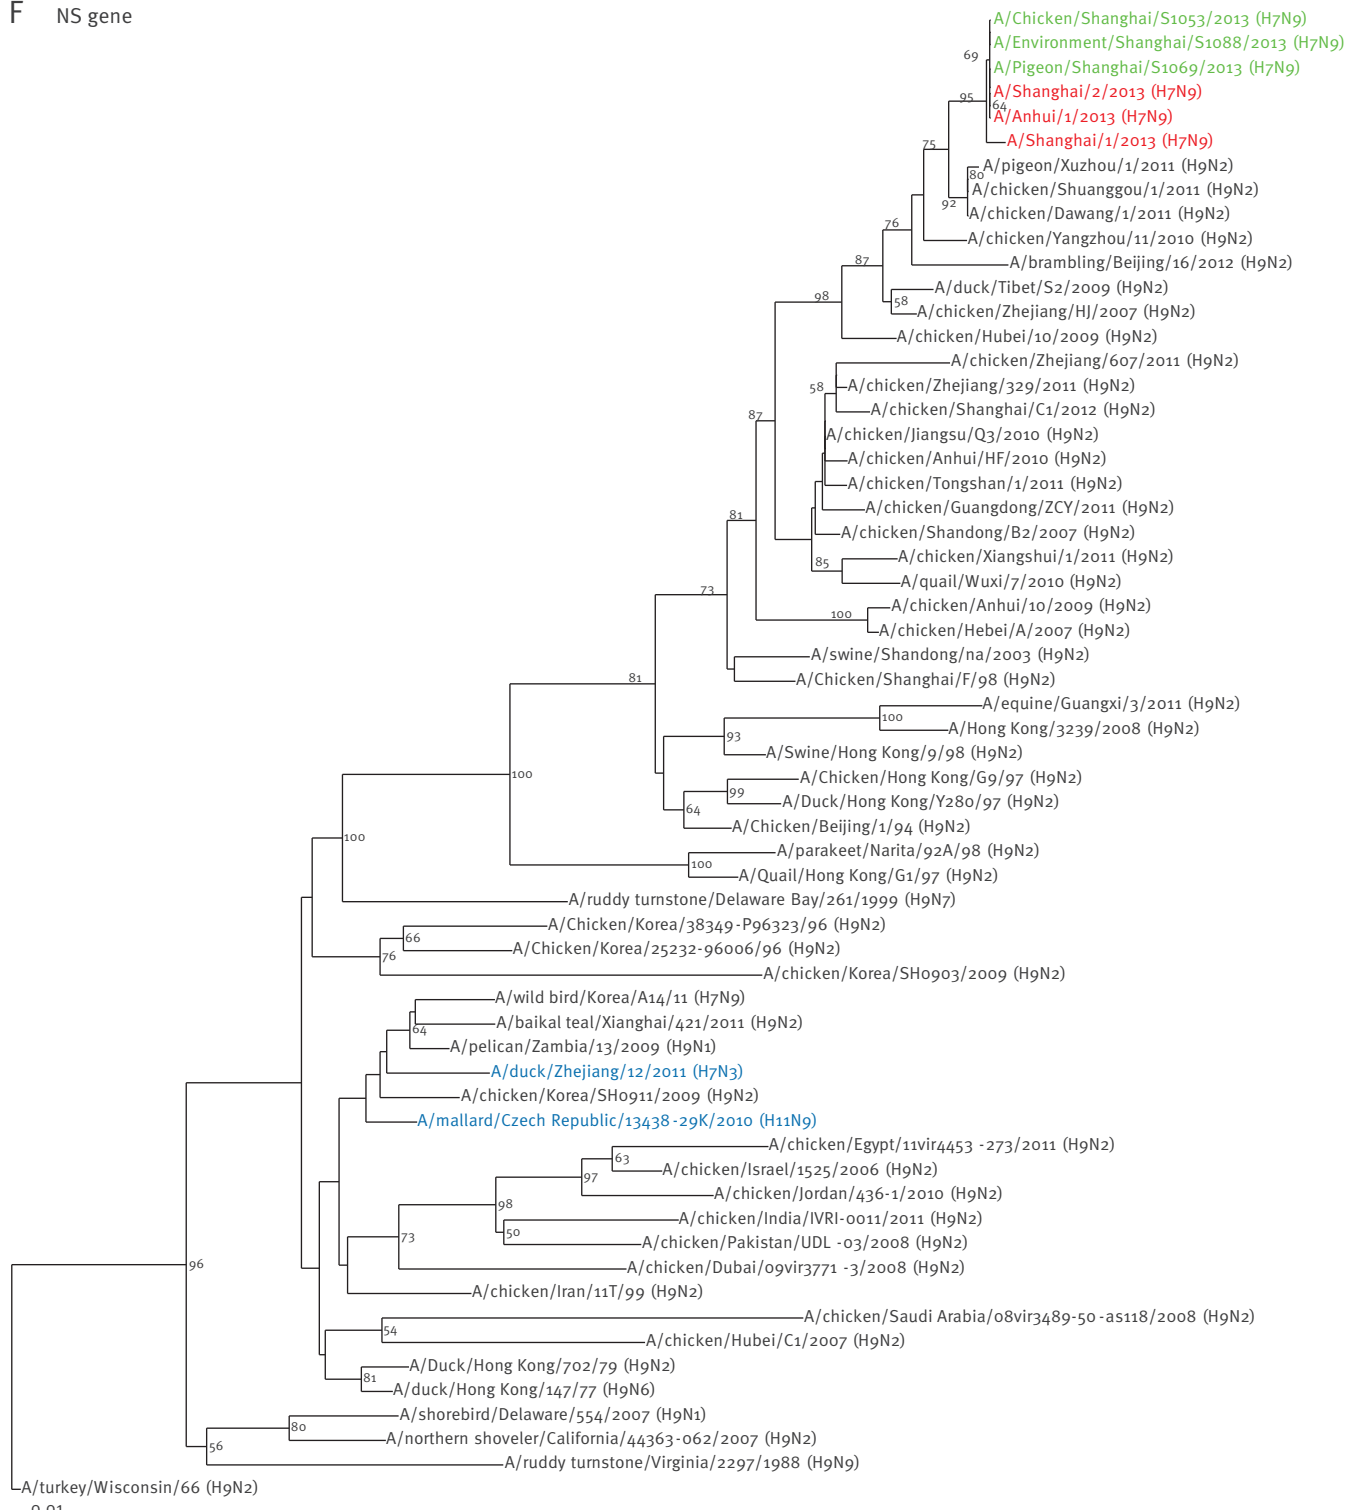 F NS gene
A/Chicken/Shanghai/S1053/2013 (H7N9)
A/Environment/Shanghai/S1088/2013 (H7N9)
69
A/Pigeon/Shanghai/S1069/2013 (H7N9)
A/Shanghai/2/2013 (H7N9)
95
64
A/Anhui/1/2013 (H7N9)
A/Shanghai/1/2013 (H7N9)
75
A/pigeon/Xuzhou/1/2011 (H9N2)
80
A/chicken/Shuanggou/1/2011 (H9N2)
92
A/chicken/Dawang/1/2011 (H9N2)
76
A/chicken/Yangzhou/11/2010 (H9N2)
87
A/brambling/Beijing/16/2012 (H9N2)
A/duck/Tibet/S2/2009 (H9N2)
98
58
A/chicken/Zhejiang/HJ/2007 (H9N2)
A/chicken/Hubei/10/2009 (H9N2)
A/chicken/Zhejiang/607/2011 (H9N2)
58
A/chicken/Zhejiang/329/2011 (H9N2)
A/chicken/Shanghai/C1/2012 (H9N2)
87
A/chicken/Jiangsu/Q3/2010 (H9N2)
A/chicken/Anhui/HF/2010 (H9N2)
A/chicken/Tongshan/1/2011 (H9N2)
A/chicken/Guangdong/ZCY/2011 (H9N2)
81
A/chicken/Shandong/B2/2007 (H9N2)
A/chicken/Xiangshui/1/2011 (H9N2)
85
A/quail/Wuxi/7/2010 (H9N2)
73
A/chicken/Anhui/10/2009 (H9N2)
100
A/chicken/Hebei/A/2007 (H9N2)
A/swine/Shandong/na/2003 (H9N2)
81
A/Chicken/Shanghai/F/98 (H9N2)
A/equine/Guangxi/3/2011 (H9N2)
100
A/Hong Kong/3239/2008 (H9N2)
93
A/Swine/Hong Kong/9/98 (H9N2)
100
A/Chicken/Hong Kong/G9/97 (H9N2)
99
A/Duck/Hong Kong/Y280/97 (H9N2)
64
A/Chicken/Beijing/1/94 (H9N2)
100
A/parakeet/Narita/92A/98 (H9N2)
100
A/Quail/Hong Kong/G1/97 (H9N2)
A/ruddy turnstone/Delaware Bay/261/1999 (H9N7)
A/Chicken/Korea/38349-P96323/96 (H9N2)
66
A/Chicken/Korea/25232-96006/96 (H9N2)
76
A/chicken/Korea/SH0903/2009 (H9N2)
A/wild bird/Korea/A14/11 (H7N9)
A/baikal teal/Xianghai/421/2011 (H9N2)
64
A/pelican/Zambia/13/2009 (H9N1)
A/duck/Zhejiang/12/2011 (H7N3)
A/chicken/Korea/SH0911/2009 (H9N2)
A/mallard/Czech Republic/13438-29K/2010 (H11N9)
A/chicken/Egypt/11vir4453 -273/2011 (H9N2)
63
A/chicken/Israel/1525/2006 (H9N2)
97
A/chicken/Jordan/436-1/2010 (H9N2)
98
A/chicken/India/IVRI-0011/2011 (H9N2)
50
73
A/chicken/Pakistan/UDL -03/2008 (H9N2)
96
A/chicken/Dubai/09vir3771 -3/2008 (H9N2)
A/chicken/Iran/11T/99 (H9N2)
A/chicken/Saudi Arabia/08vir3489-50 -as118/2008 (H9N2)
54
A/chicken/Hubei/C1/2007 (H9N2)
A/Duck/Hong Kong/702/79 (H9N2)
81
A/duck/Hong Kong/147/77 (H9N6)
A/shorebird/Delaware/554/2007 (H9N1)
80
A/northern shoveler/California/44363-062/2007 (H9N2)
56
A/ruddy turnstone/Virginia/2297/1988 (H9N9)
A/turkey/Wisconsin/66 (H9N2)
0.01